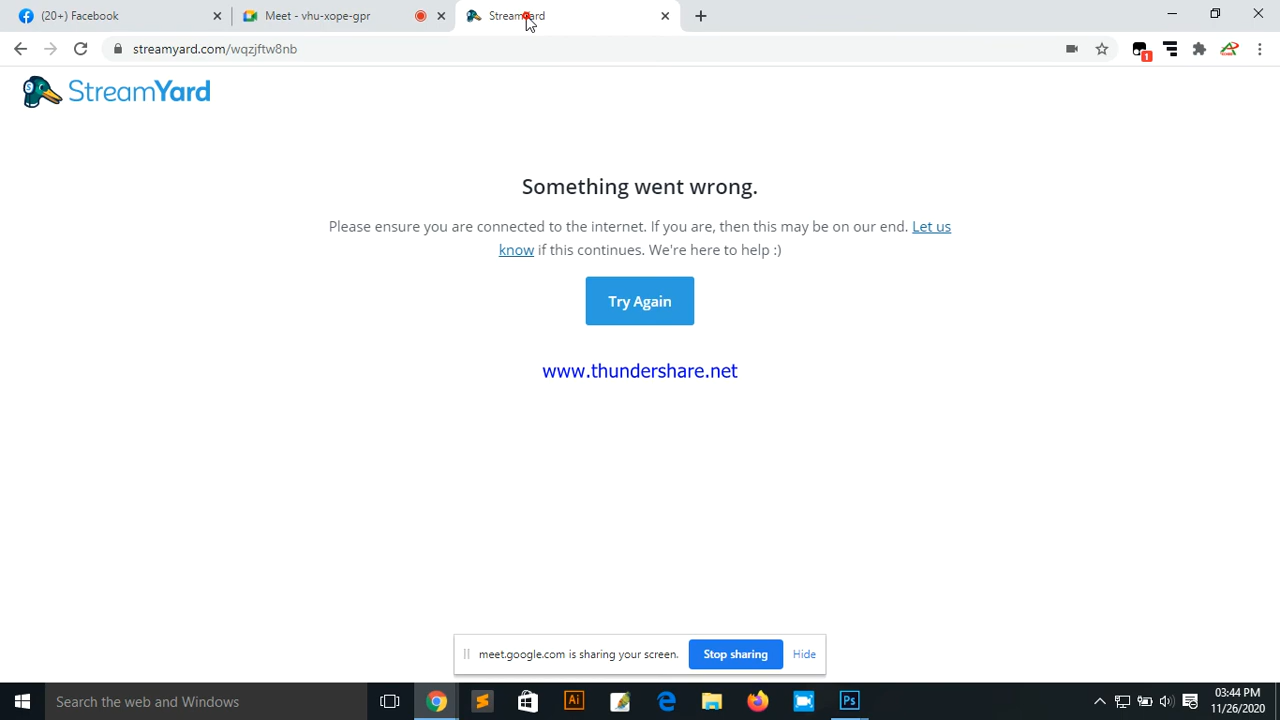 (20+) Facebook
Meet - vhu-xope-gpr
StreamYard
streamyard.com/wqzjftw8nb
1
StreamYard
Something went wrong.
Please ensure you are connected to the internet. If you are, then this may be on our end. Let us
know if this continues. We're here to help :)
Try Again
www.thundershare.net
meet.google.com is sharing your screen.
Stop sharing
Hide
Search the web and Windows
Ai
Ps
03:44 PM
11/26/2020